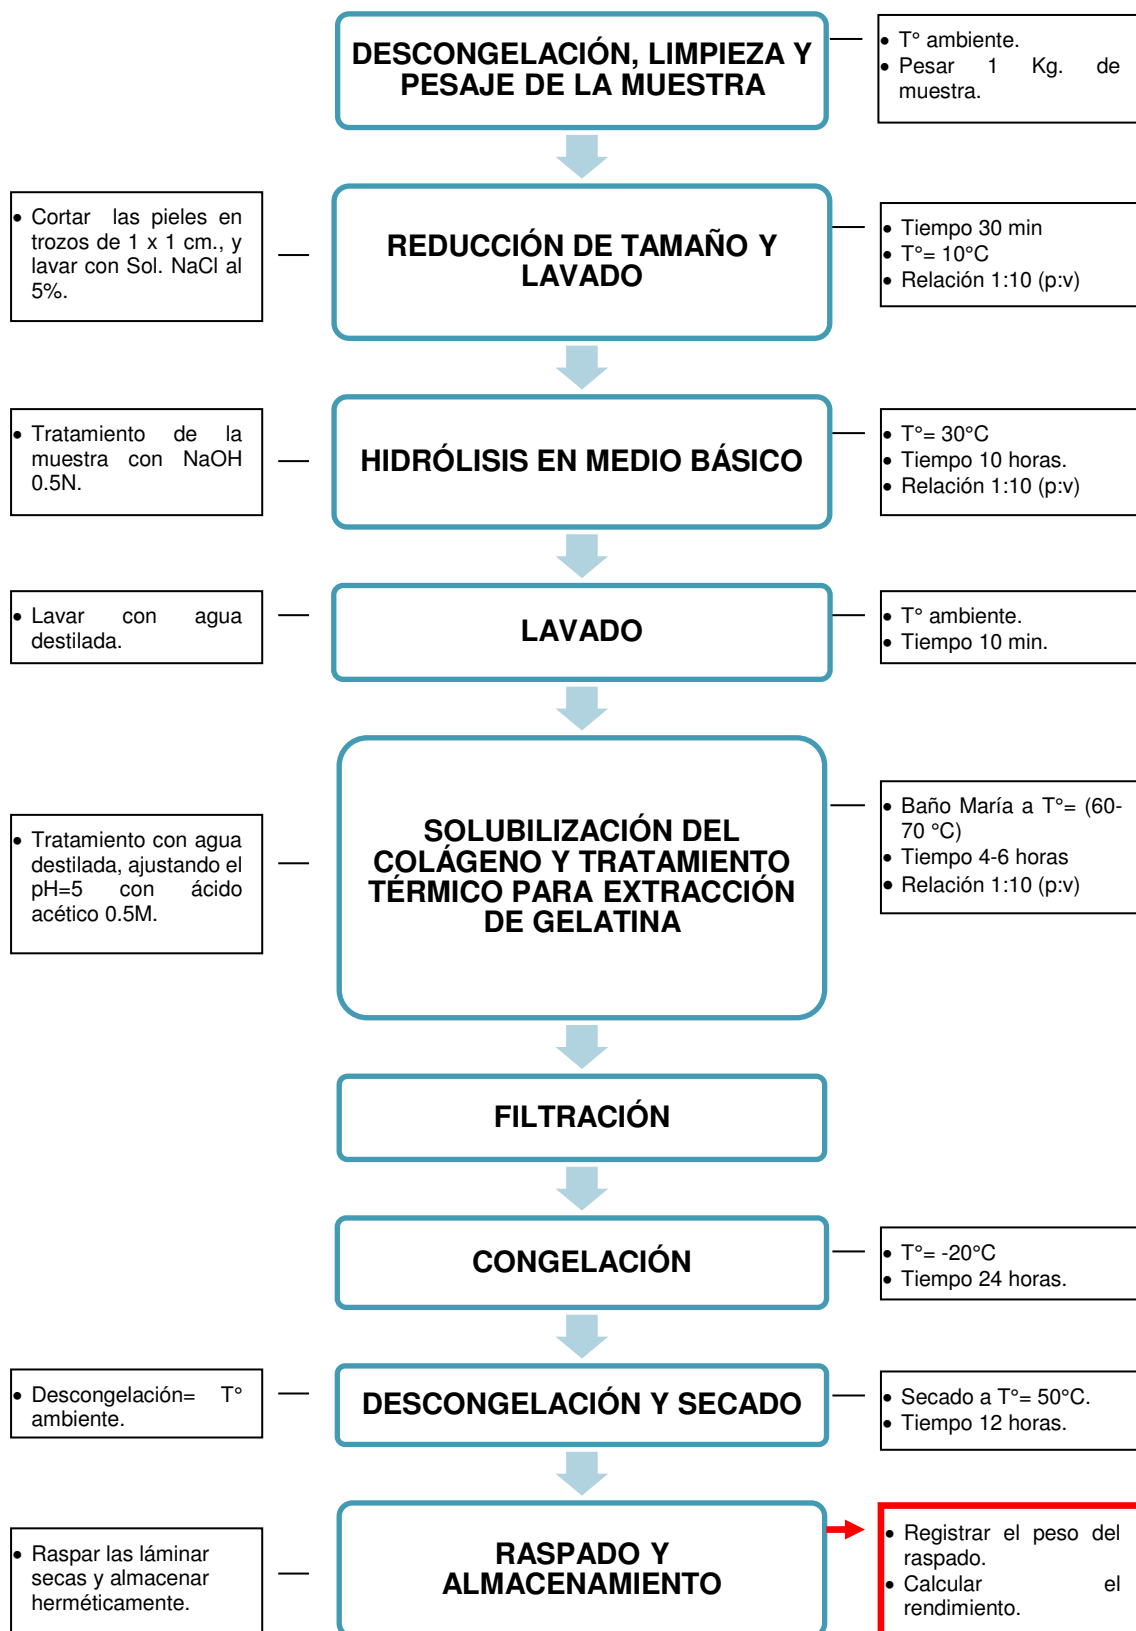 DESCONGELACIÓN, LIMPIEZA Y
PESAJE DE LA MUESTRA
• T° ambiente.
• Pesar 1 Kg. de
muestra.
• Cortar las pieles en
trozos de 1 x 1 cm., y
lavar con Sol. NaCl al
5%.
REDUCCIÓN DE TAMAÑO Y
LAVADO
• Tiempo 30 min
• T°= 10°C
• Relación 1:10 (p:v)
• Tratamiento de la
muestra con NaOH
0.5N.
HIDRÓLISIS EN MEDIO BÁSICO
• T°= 30°C
• Tiempo 10 horas.
• Relación 1:10 (p:v)
• Lavar con agua
destilada.
LAVADO
• T° ambiente.
• Tiempo 10 min.
• Tratamiento con agua
destilada, ajustando el
pH=5 con ácido
acético 0.5M.
SOLUBILIZACIÓN DEL
COLÁGENO Y TRATAMIENTO
TÉRMICO PARA EXTRACCIÓN
DE GELATINA
• Baño María a T°= (60-
70 °C)
• Tiempo 4-6 horas
• Relación 1:10 (p:v)
FILTRACIÓN
CONGELACIÓN
• T°= -20°C
• Tiempo 24 horas.
• Descongelación= T°
ambiente.
DESCONGELACIÓN Y SECADO
• Secado a T°= 50°C.
• Tiempo 12 horas.
• Raspar las láminar
secas y almacenar
herméticamente.
RASPADO Y
ALMACENAMIENTO
• Registrar el peso del
raspado.
• Calcular el
rendimiento.